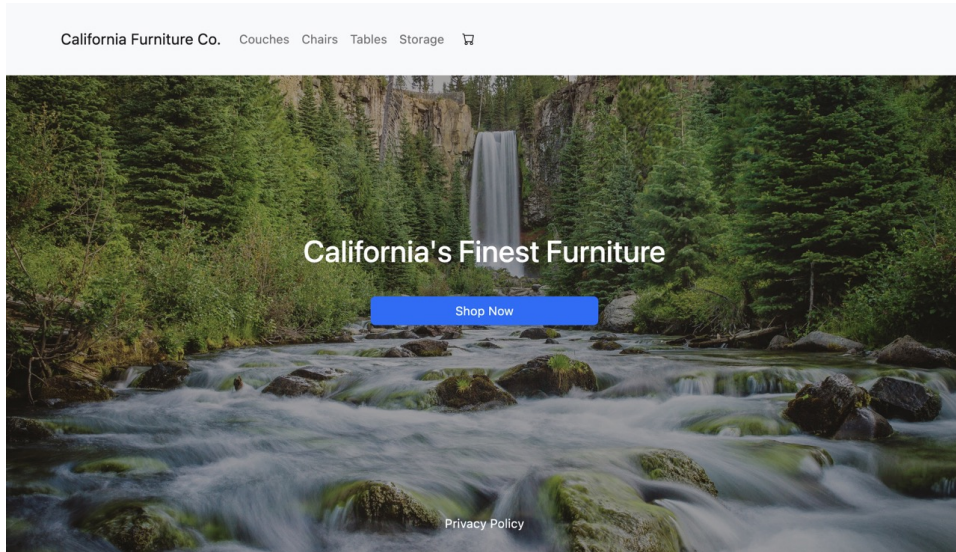 California Furniture Co. Couches Chairs Tables Storage
California's Finest Furniture
Shop Now
Privacy Policy